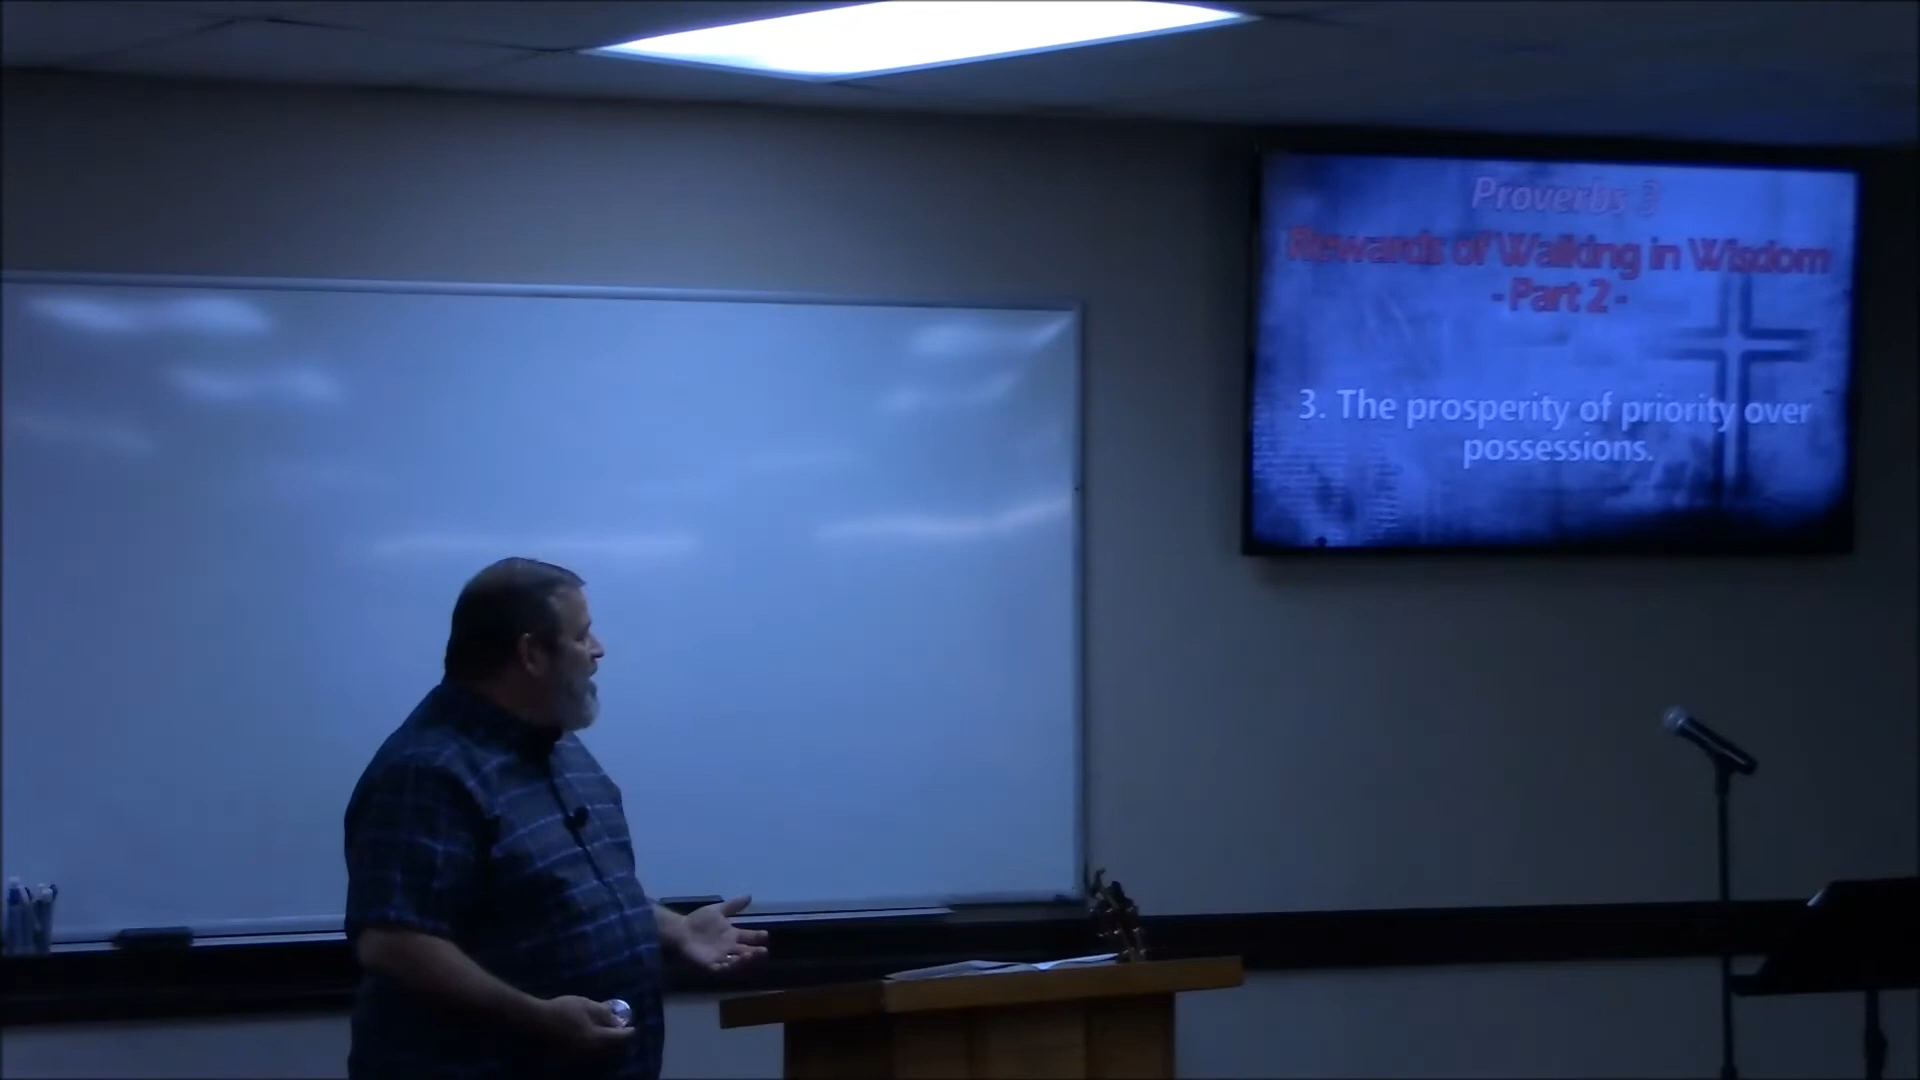 Proverbs 3
Rewards of Walking in Wisdom
- Part 2 -
3. The prosperity of priority over
possessions.